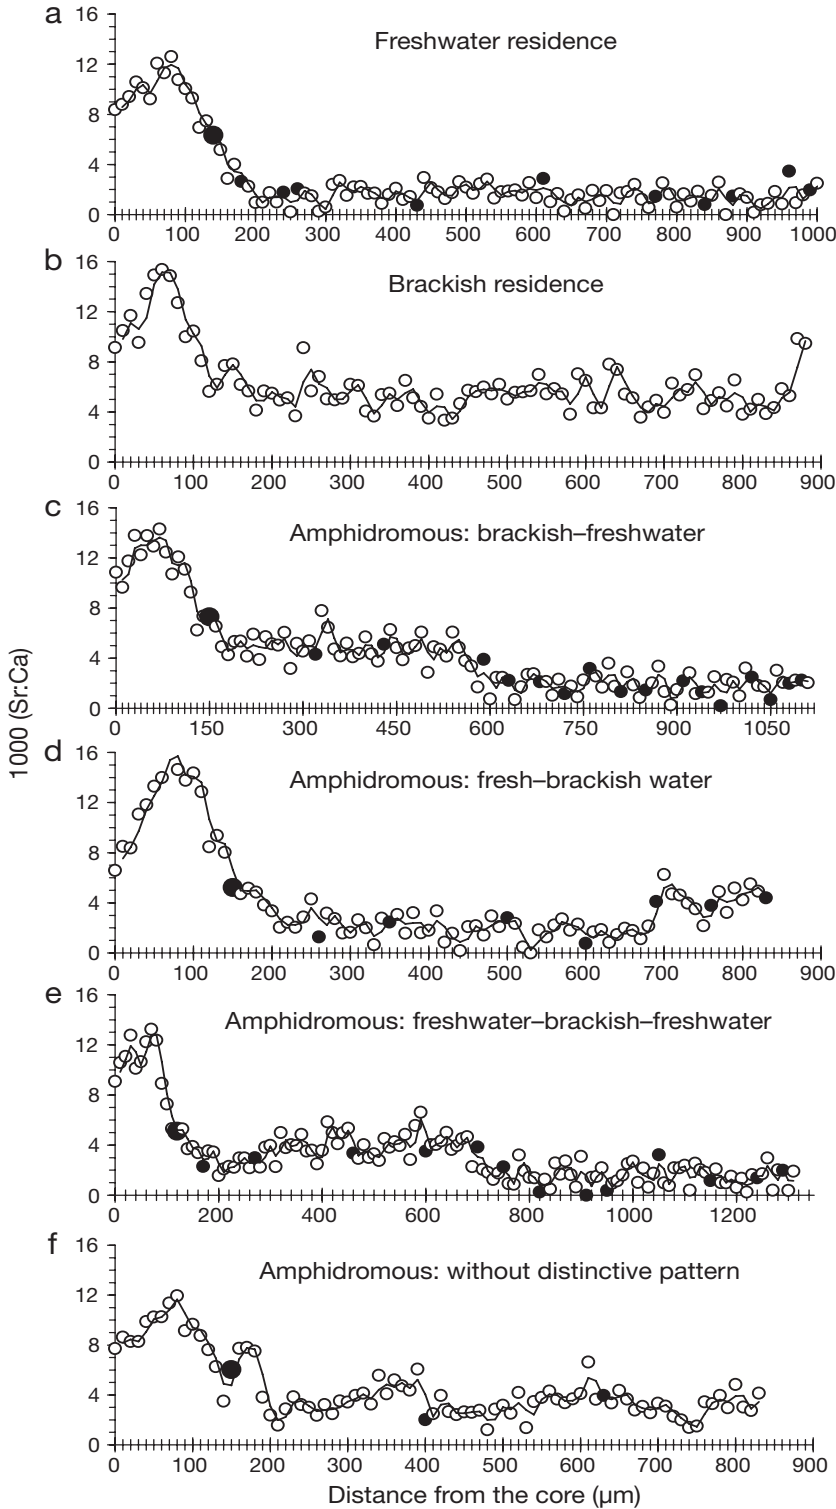 a
Freshwater residence
16
12
8
4
0
0 100 200 300 400 500 600 700 800 900 1000
b
Brackish residence
16
12
8
4
0
0 100 200 300 400 500 600 700 800 900
c
Amphidromous: brackish–freshwater
16
12
8
4
0
0 150 300 450 600 750 900 1050
1000 (Sr:Ca)
d
Amphidromous: fresh–brackish water
16
12
8
4
0
0 100 200 300 400 500 600 700 800 900
e
Amphidromous: freshwater–brackish–freshwater
16
12
8
4
0
0 200 400 600 800 1000 1200
f
Amphidromous: without distinctive pattern
16
12
8
4
0
0 100 200 300 400 500 600 700 800 900
Distance from the core (µm)